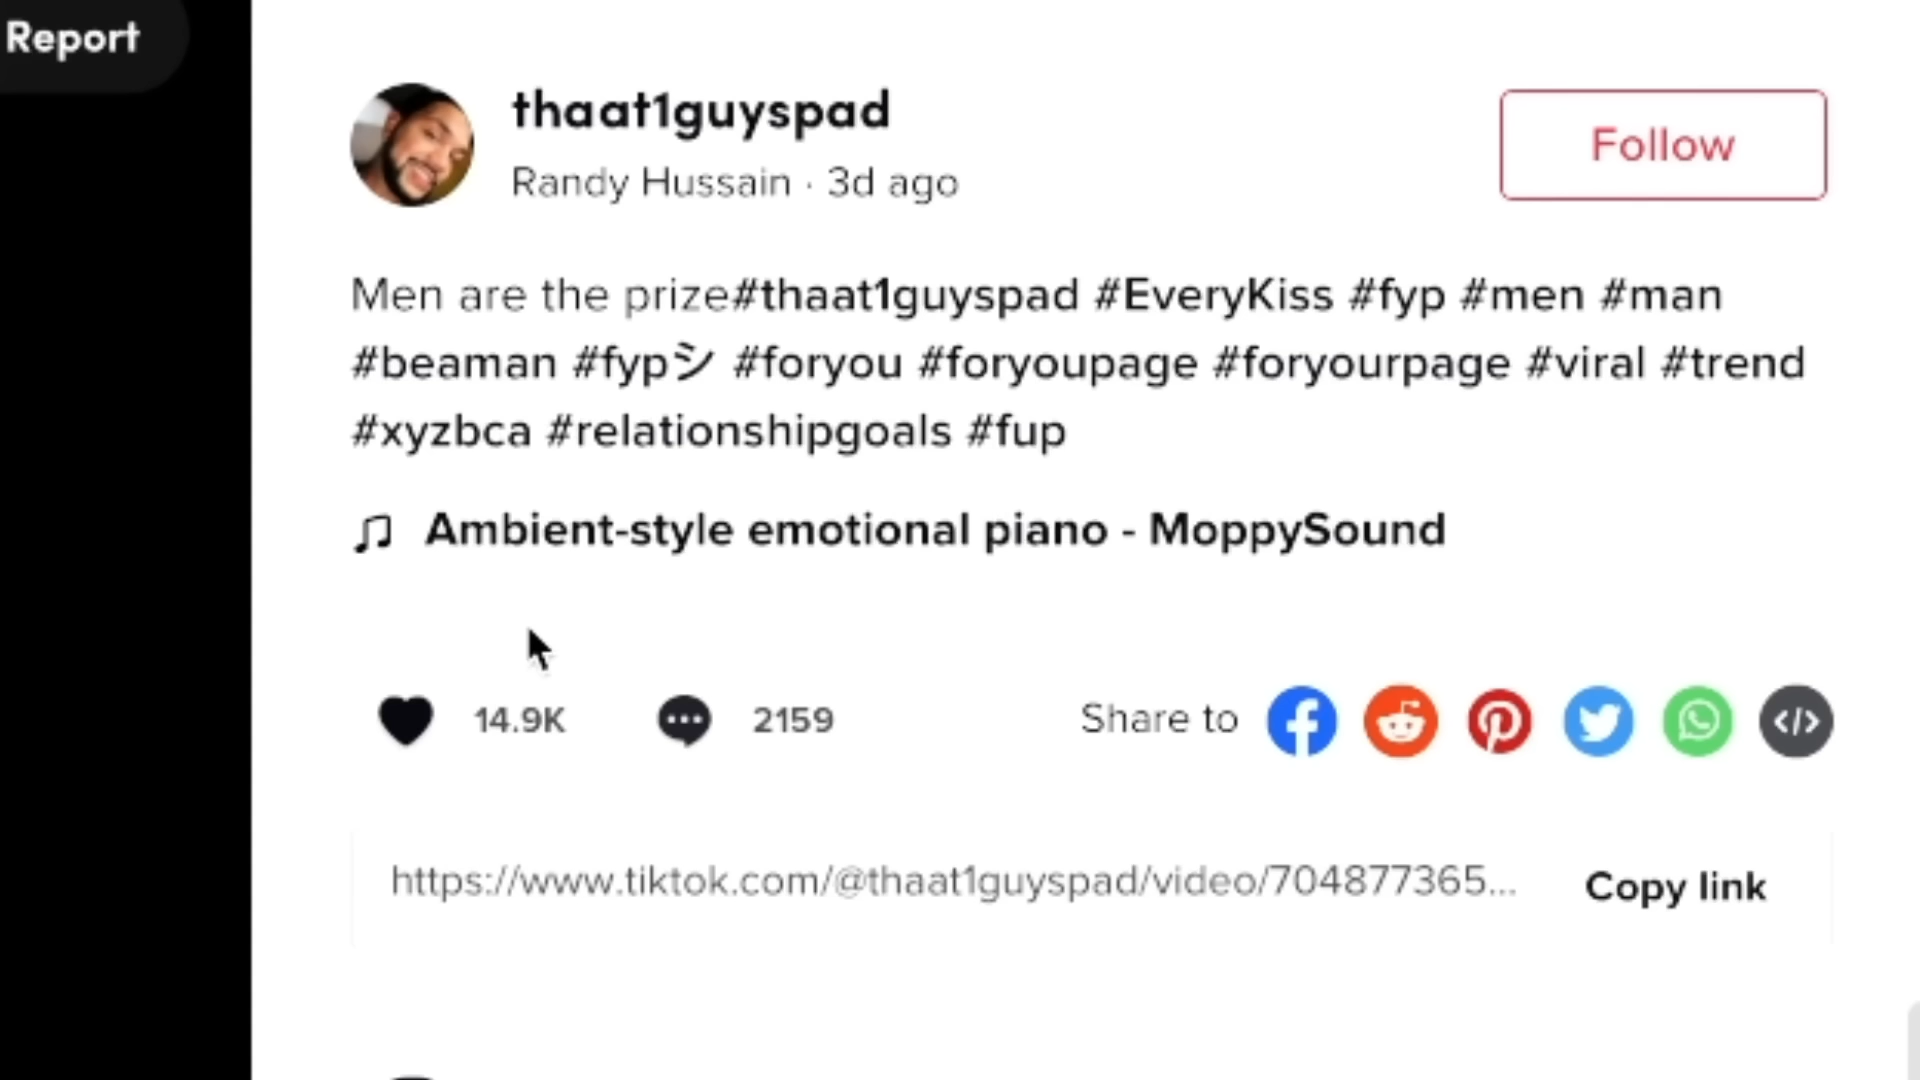 Report
thaat1guyspad
Randy Hussain · 3d ago
Follow
Men are the prize#thaat1guyspad #EveryKiss #fyp #men #man
#beaman #fypシ #foryou #foryoupage #foryourpage #viral #trend
#xyzbca #relationshipgoals #fup
Ambient-style emotional piano - MoppySound
14.9K 2159 Share to
https://www.tiktok.com/@thaat1guyspad/video/704877365... Copy link